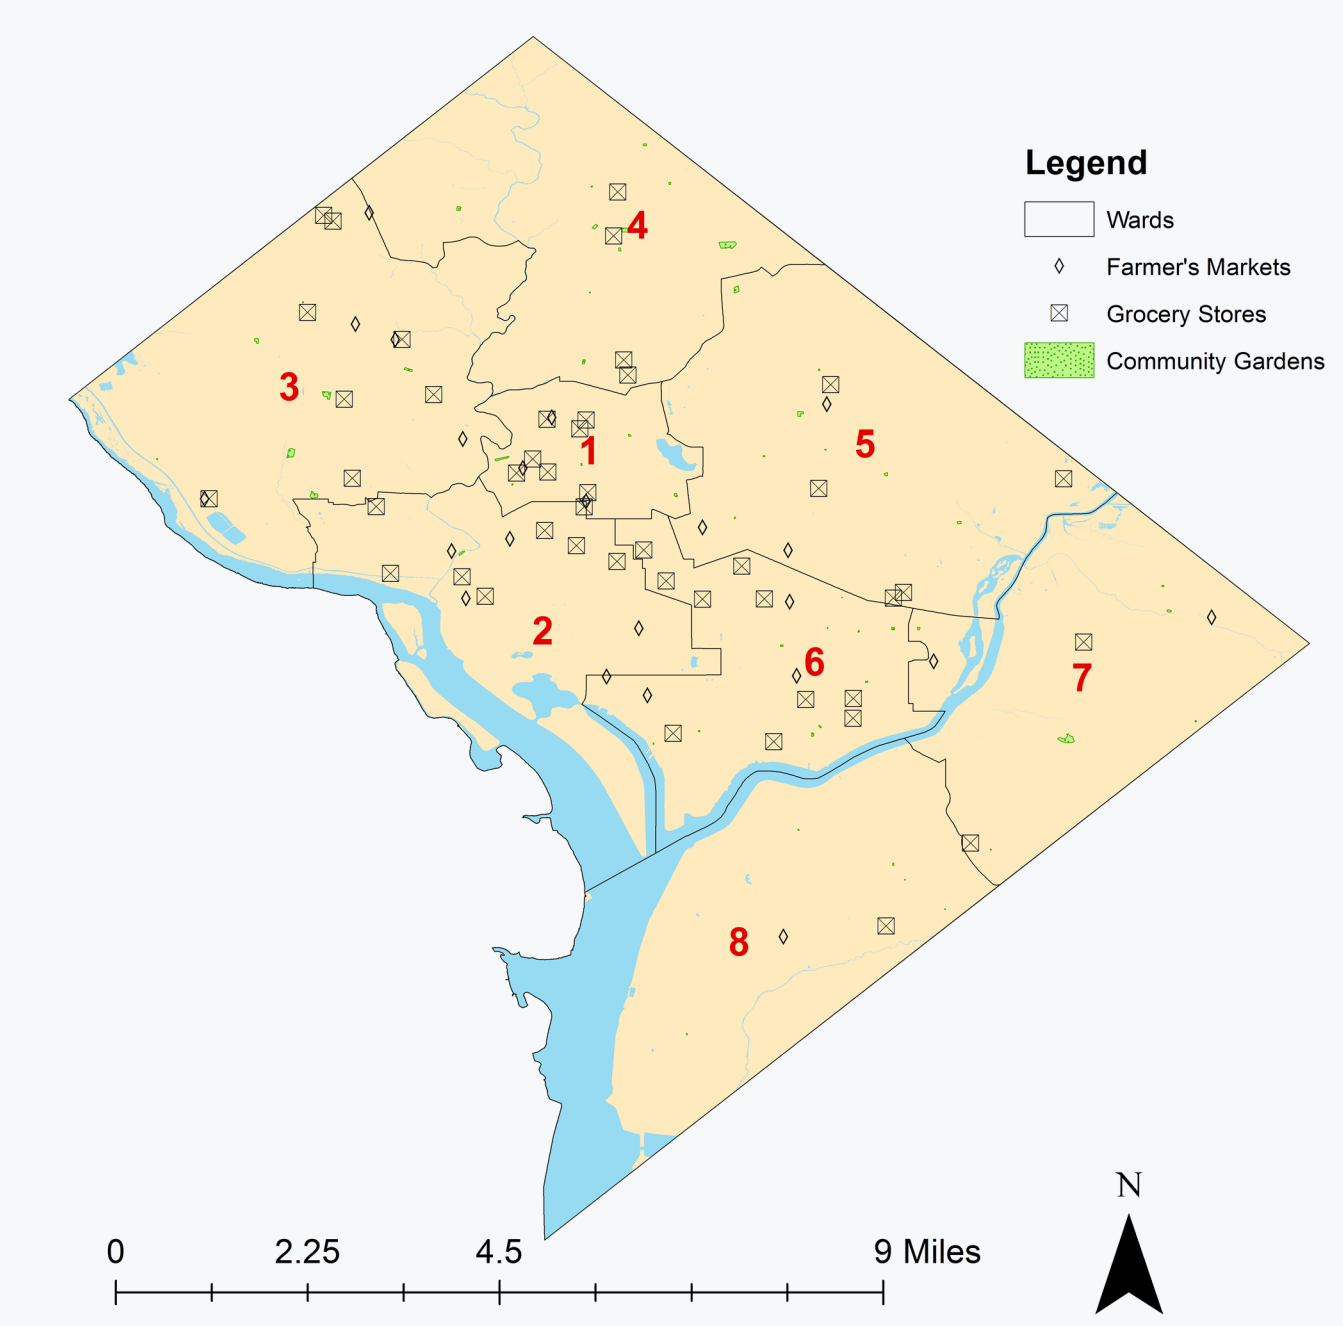 Legend
Wards
Farmer's Markets
Grocery Stores
Community Gardens
4
3
1
5
2
6
7
8
N
0 2.25 4.5 9 Miles